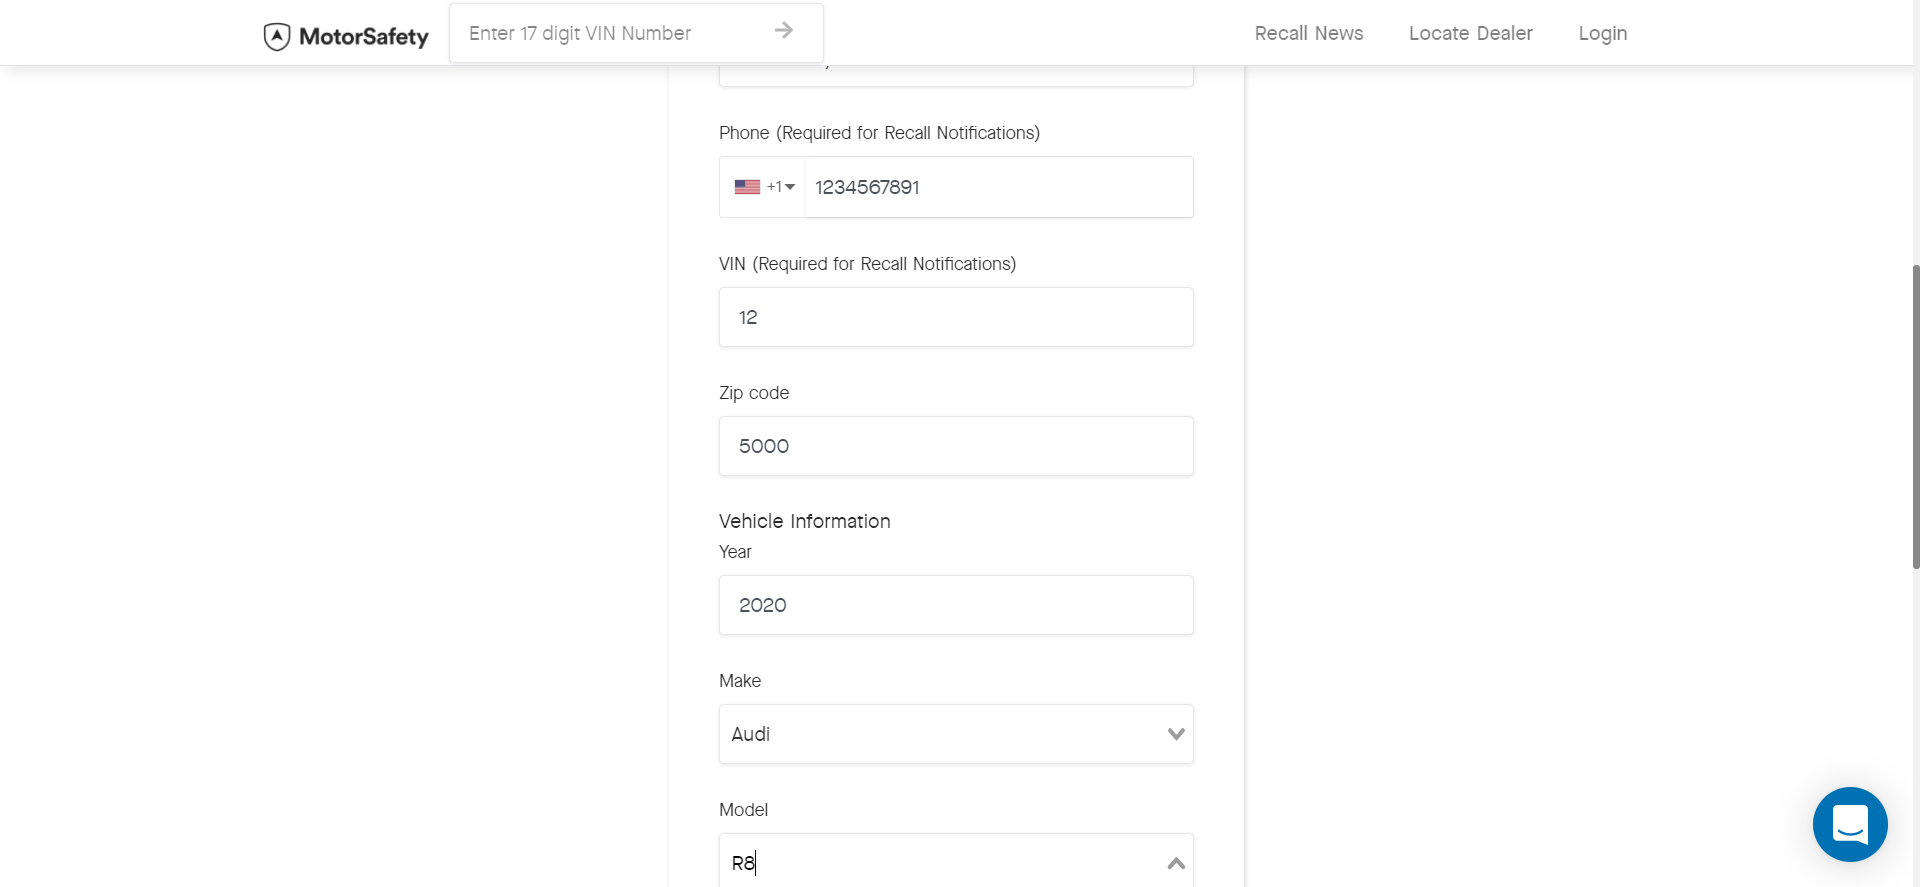 MotorSafety
Enter 17 digit VIN Number
Recall News
Locate Dealer
Login
Phone (Required for Recall Notifications)
+1
1234567891
VIN (Required for Recall Notifications)
12
Zip code
5000
Vehicle Information
Year
2020
Make
Audi
Model
R8